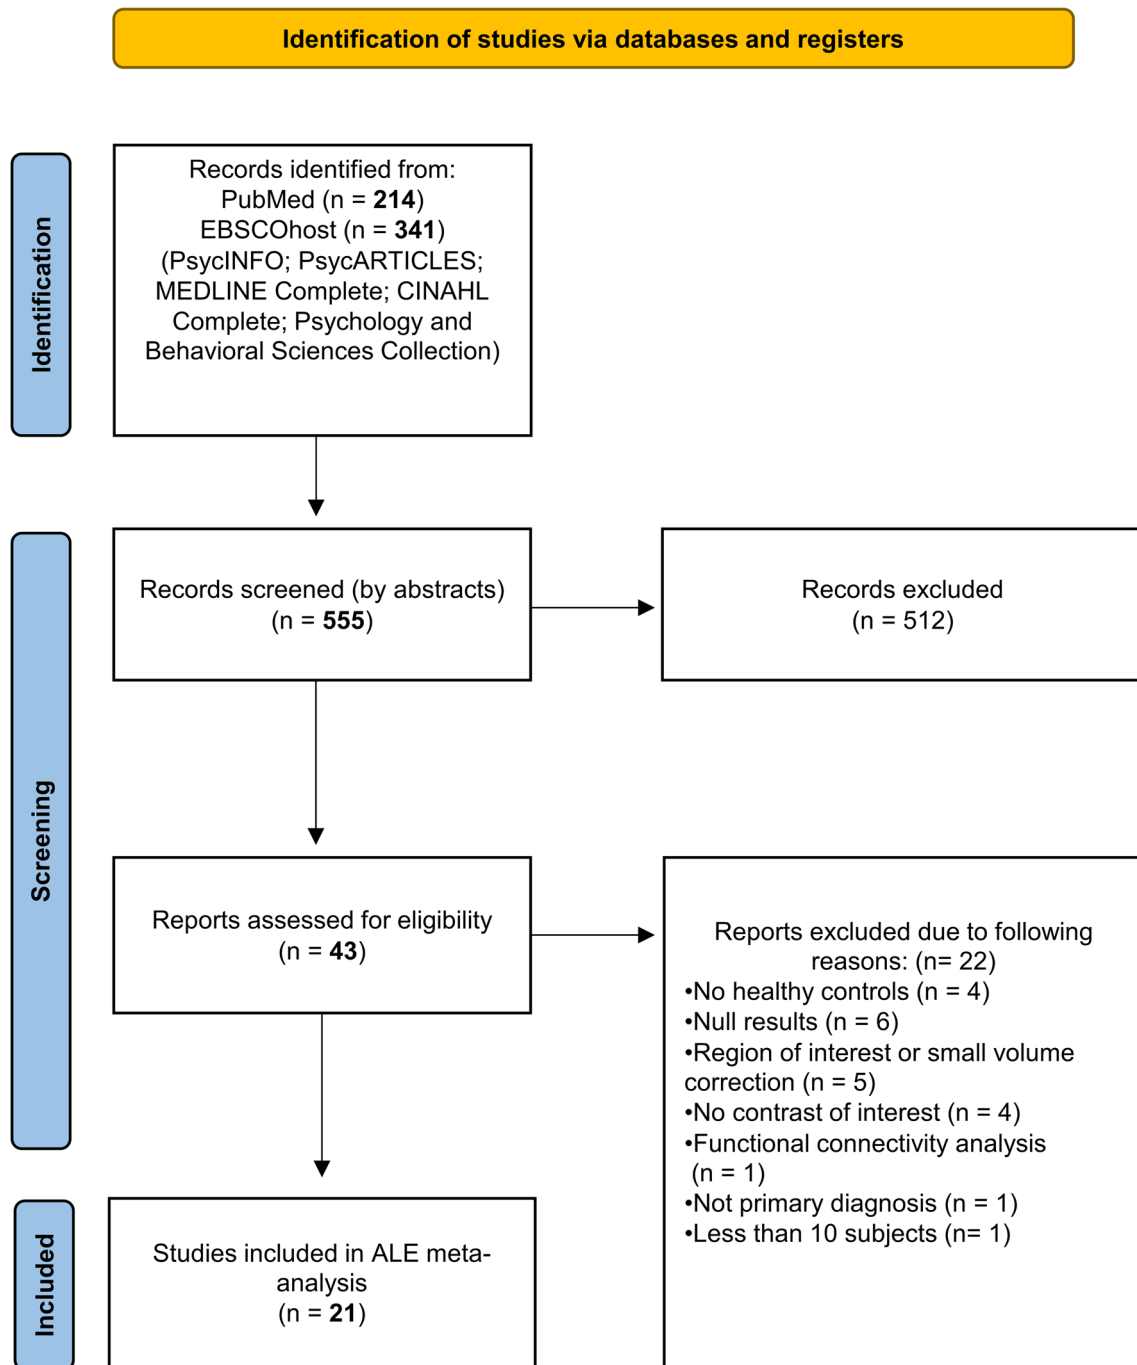 Identification of studies via databases and registers
Identification
Records identified from:
PubMed (n = 214)
EBSCOhost (n = 341)
(PsycINFO; PsycARTICLES;
MEDLINE Complete; CINAHL
Complete; Psychology and
Behavioral Sciences Collection)
Screening
Records screened (by abstracts)
(n = 555)
Records excluded
(n = 512)
Reports assessed for eligibility
(n = 43)
Reports excluded due to following
reasons: (n= 22)
•No healthy controls (n = 4)
•Null results (n = 6)
•Region of interest or small volume
correction (n = 5)
•No contrast of interest (n = 4)
•Functional connectivity analysis
(n = 1)
•Not primary diagnosis (n = 1)
•Less than 10 subjects (n= 1)
Included
Studies included in ALE meta-
analysis
(n = 21)